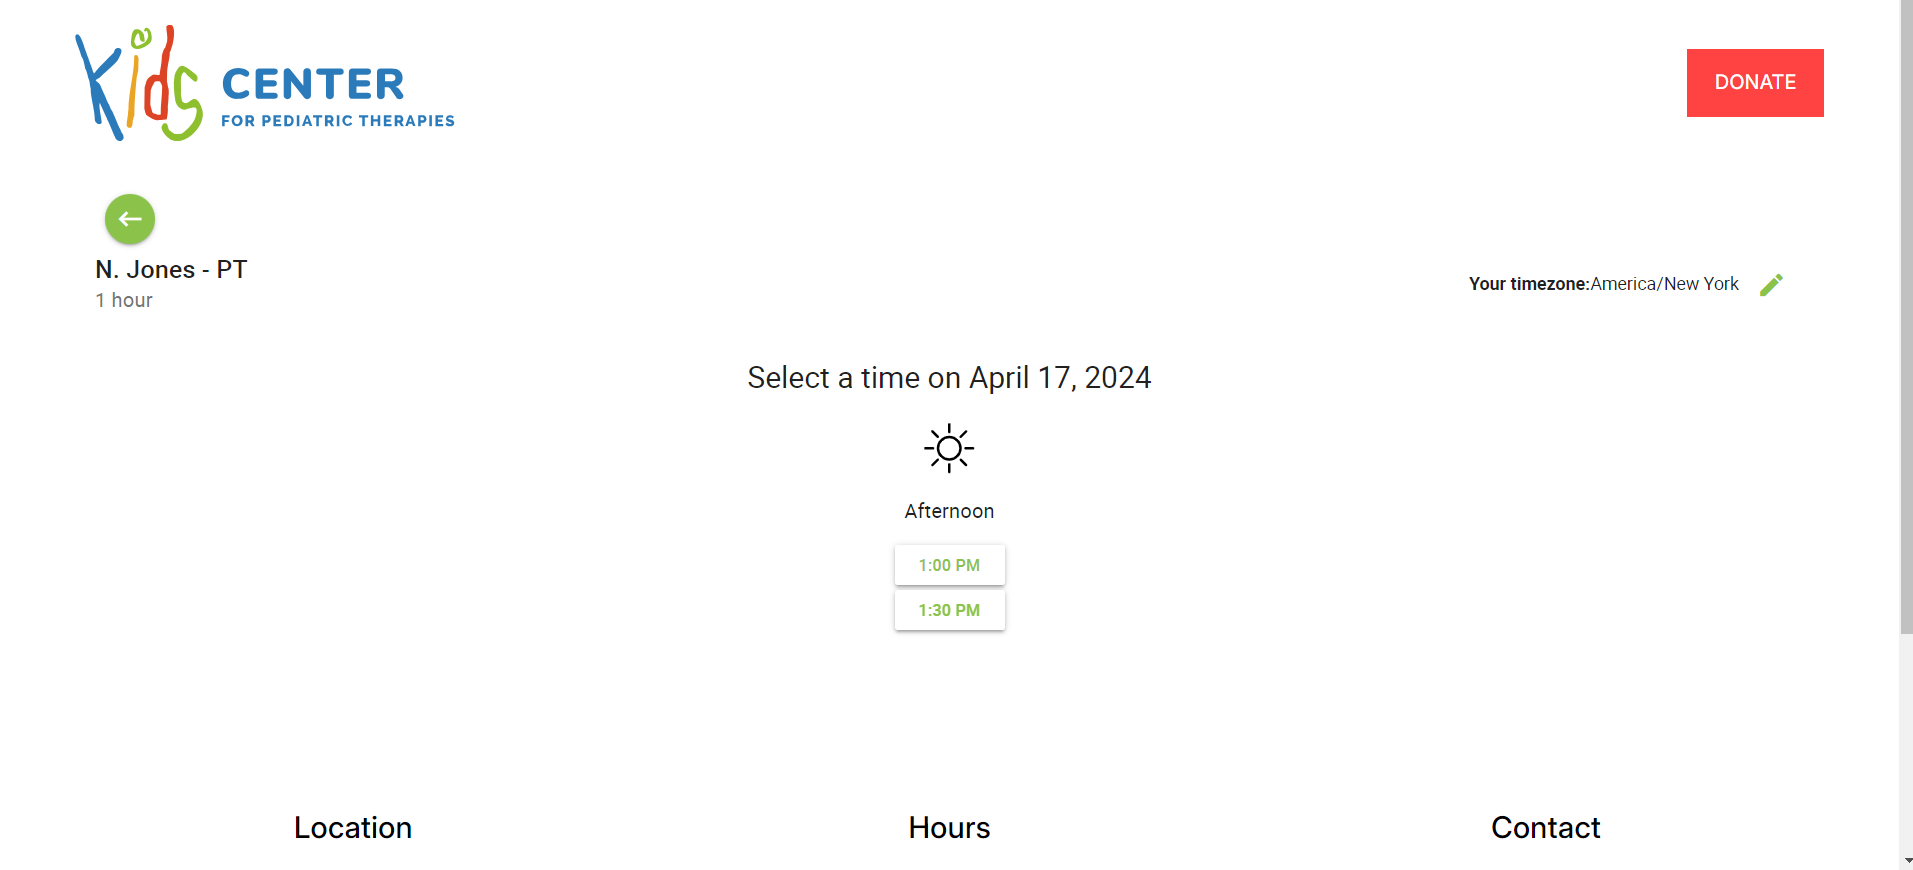 Kids CENTER
FOR PEDIATRIC THERAPIES
DONATE
N. Jones - PT
1 hour
Your timezone:America/New York
Select a time on April 17, 2024
Afternoon
1:00 PM
1:30 PM
Location
Hours
Contact